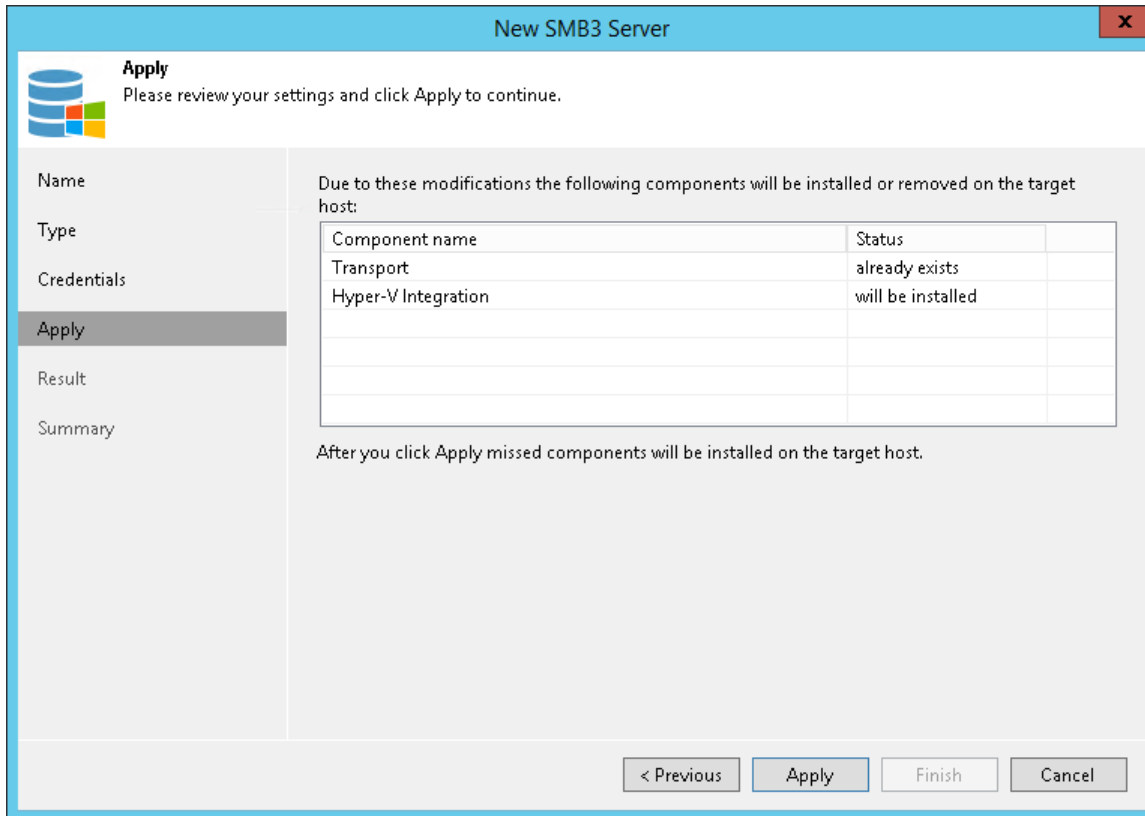 New SMB3 Server
x
Apply
Please review your settings and click Apply to continue.
Name
Type
Credentials
Apply
Result
Summary
Due to these modifications the following components will be installed or removed on the target
host:
Component name Status
Transport already exists
Hyper-V Integration will be installed
After you click Apply missed components will be installed on the target host.
< Previous Apply Finish Cancel